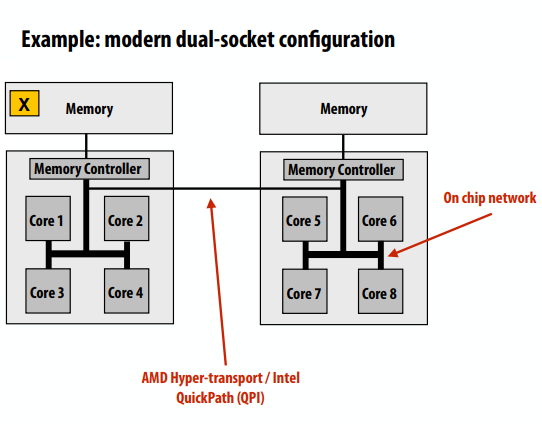 Example: modern dual-socket configuration
X
Memory
Memory
Memory Controller
Memory Controller
On chip network
Core 1
Core 2
Core 5
Core 6
Core 3
Core 4
Core 7
Core 8
AMD Hyper-transport / Intel
QuickPath (QPI)